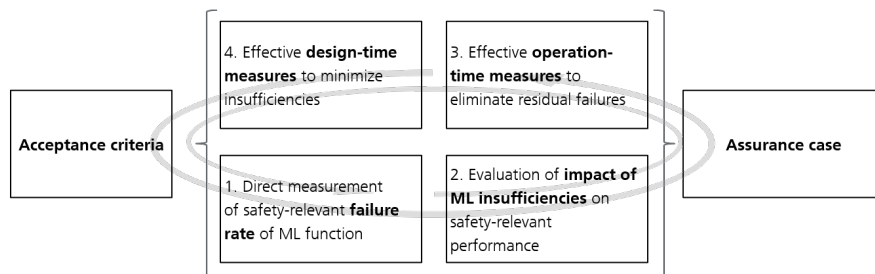 Acceptance criteria
4. Effective design-time
measures to minimize
insufficiencies
3. Effective operation-
time measures to
eliminate residual failures
1. Direct measurement
of safety-relevant failure
rate of ML function
2. Evaluation of impact of
ML insufficiencies on
safety-relevant
performance
Assurance case